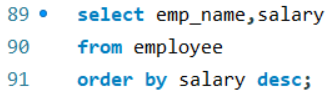 89 select emp_name,salary
90 from employee
91 order by salary desc;